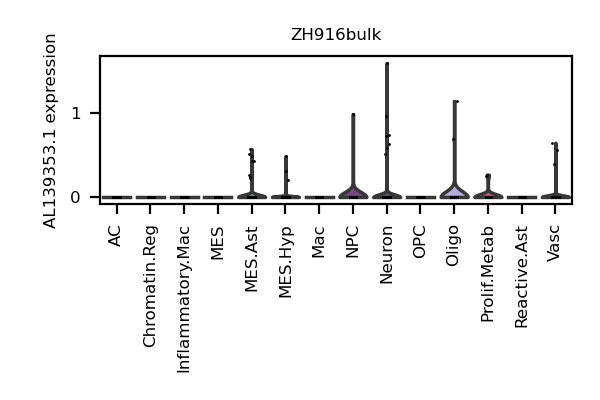 ZH916bulk
AL139353.1 expression
1
0
AC
Chromatin.Reg
Inflammatory.Mac
MES
MES.Ast
MES.Hyp
Mac
NPC
Neuron
OPC
Oligo
Prolif.Metab
Reactive.Ast
Vasc